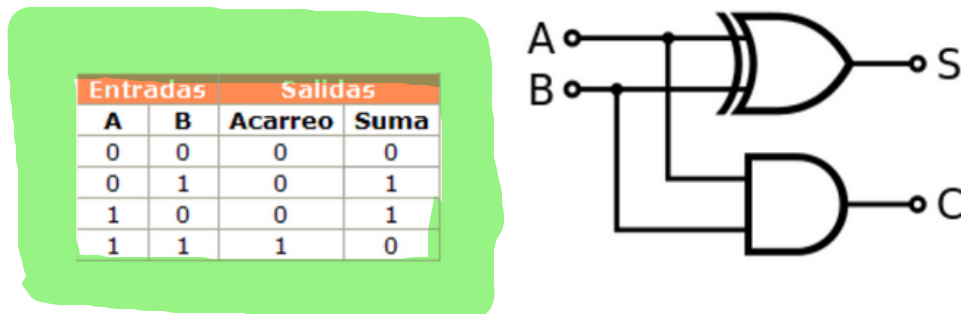 Entradas Salidas
A B Acarreo Suma
0 0 0 0
0 1 0 1
1 0 0 1
1 1 1 0
A
B
S
C